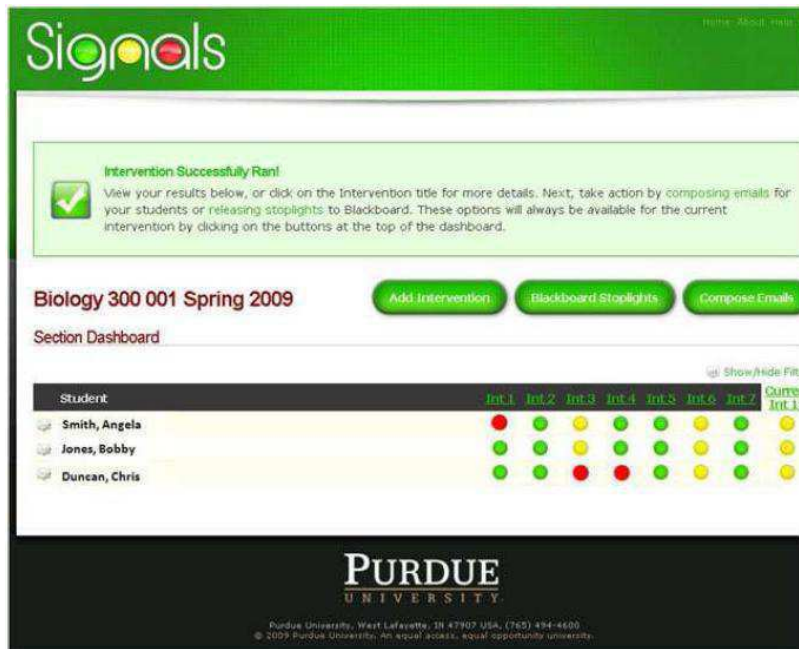 Signals
Home About Help
Intervention Successfully Ran!
View your results below, or click on the Intervention title for more details. Next, take action by composing emails for
your students or releasing stoplights to Blackboard. These options will always be available for the current
intervention by clicking on the buttons at the top of the dashboard.
Biology 300 001 Spring 2009 Add Intervention Blackboard Stoplights Compose Emails
Section Dashboard
Show/Hide Filt
Student Int 1 Int 2 Int 3 Int 4 Int 5 Int 6 Int 7 Curre
Int 1
Smith, Angela
Jones, Bobby
Duncan, Chris
PURDUE
UNIVERSITY
Purdue University, West Lafayette, IN 47907 USA, (765) 494-4600
© 2009 Purdue University. An equal access, equal opportunity university.